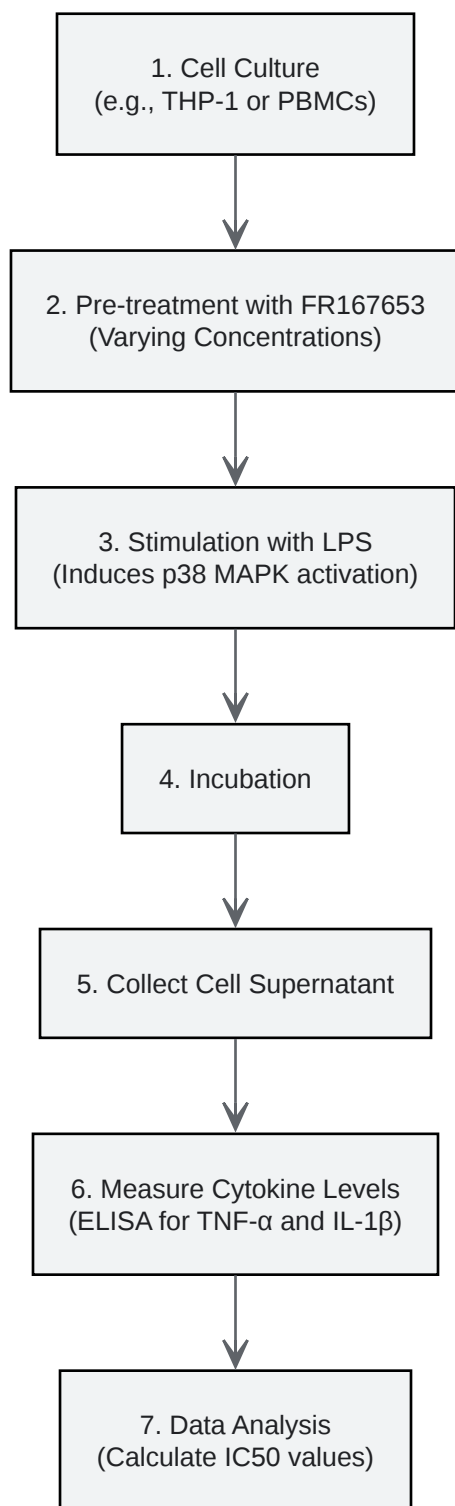 1. Cell Culture
(e.g., THP-1 or PBMCs)
2. Pre-treatment with FR167653
(Varying Concentrations)
3. Stimulation with LPS
(Induces p38 MAPK activation)
4. Incubation
5. Collect Cell Supernatant
6. Measure Cytokine Levels
(ELISA for TNF-α and IL-1β)
7. Data Analysis
(Calculate IC50 values)